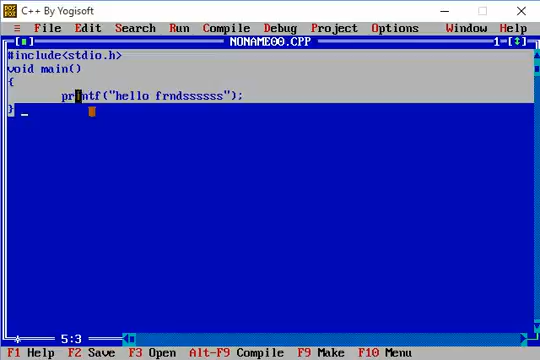 C++ By Yogisoft
≡ File Edit Search Run Compile Debug Project Options Window Help
NONAME00.CPP 1
#include<stdio.h>
void main()
{
printf("hello frndssssss");
}
5:3
F1 Help F2 Save F3 Open Alt-F9 Compile F9 Make F10 Menu